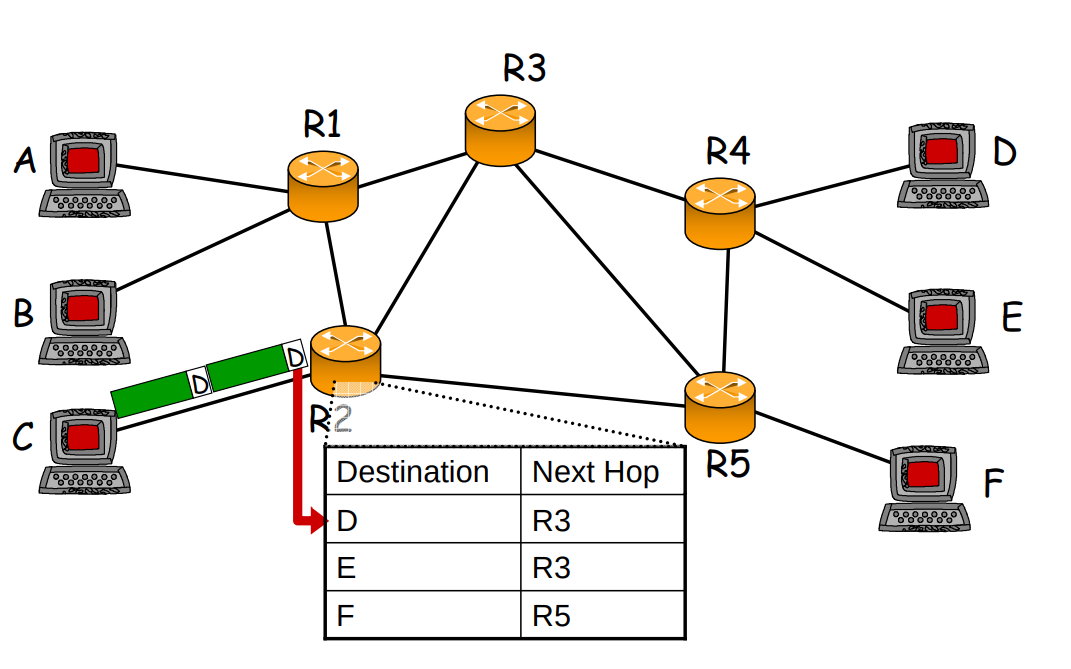 R3
R1
R4
A
D
B
E
D
D
C
R2
R5
F
Destination Next Hop
D R3
E R3
F R5